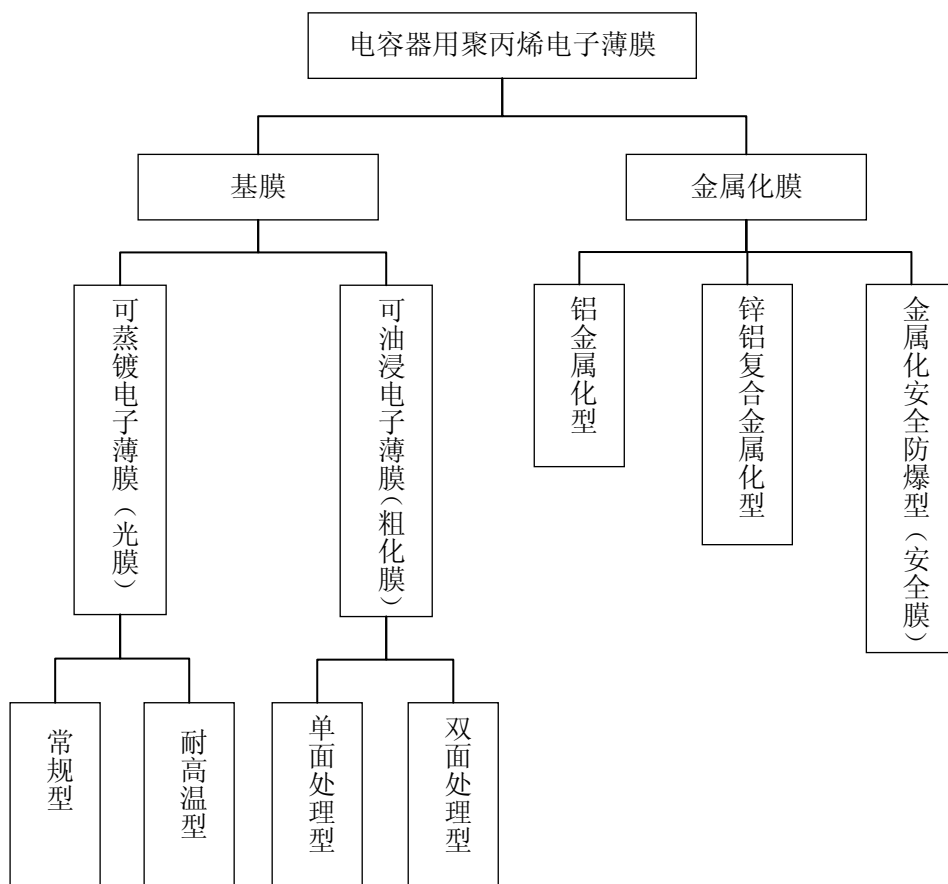 电容器用聚丙烯电子薄膜
基膜
金属化膜
可蒸镀电子薄膜（光膜）
可油浸电子薄膜（粗化膜）
铝金属化型
锌铝复合金属化型
金属化安全防爆型（安全膜）
常规型
耐高温型
单面处理型
双面处理型